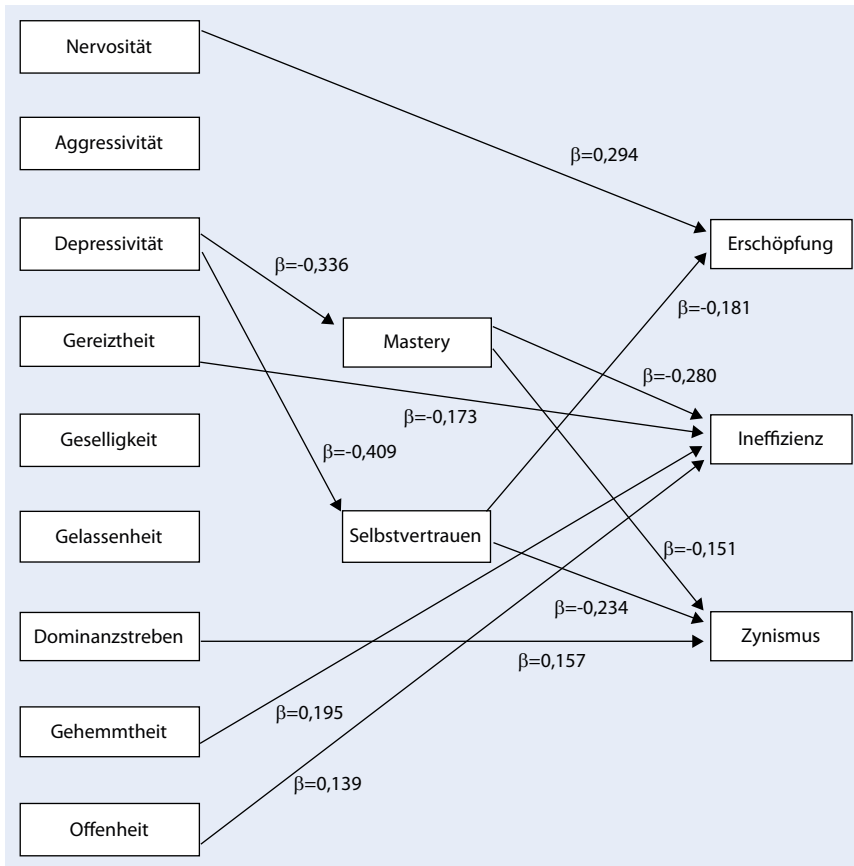 Nervosität
Aggressivität
Depressivität
Gereiztheit
Geselligkeit
Gelassenheit
Dominanzstreben
Gehemmtheit
Offenheit
Mastery
Selbstvertrauen
Erschöpfung
Ineffizienz
Zynismus
β=0,294
β=-0,336
β=-0,181
β=-0,280
β=-0,173
β=-0,409
β=-0,151
β=-0,234
β=0,157
β=0,195
β=0,139